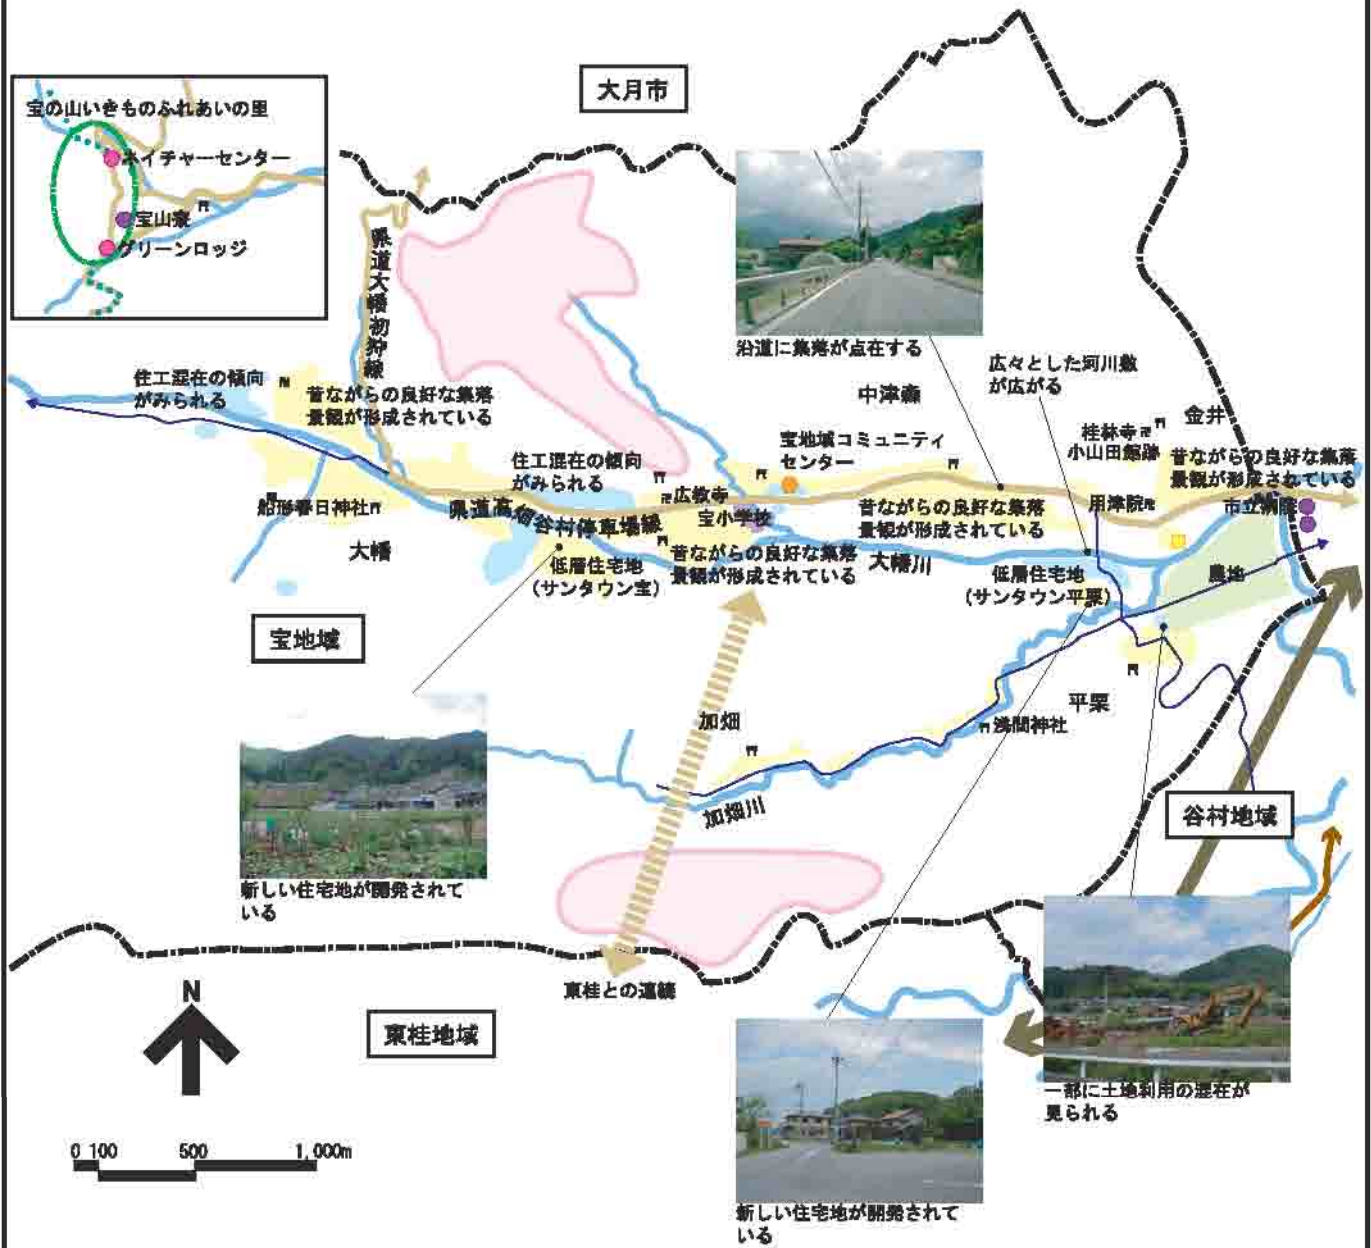 大月市
宝の山いきものふれあいの里
ネイチャーセンター
宝山寮
グリーンロッジ
県道大幡初狩線
沿道に集落が点在する
広々とした河川敷
が広がる
住工混在の傾向
がみられる
昔ながらの良好な集落
景観が形成されている
中津森
金井
桂林寺
小山田館跡
宝地域コミュニティ
センター
住工混在の傾向
がみられる
昔ながらの良好な集落
景観が形成されている
船形春日神社
県道高畑谷村停車場線
広教寺
宝小学校
昔ながらの良好な集落
景観が形成されている
用津院
市立病院
大幡
低層住宅地
(サンタウン宝)
昔ながらの良好な集落
景観が形成されている
大幡川
低層住宅地
(サンタウン平栗)
農地
宝地域
加畑
平栗
浅間神社
加畑川
谷村地域
新しい住宅地が開発されて
いる
東桂との連絡
東桂地域
N
0 100 500 1,000m
一部に土地利用の混在が
見られる
新しい住宅地が開発されて
いる